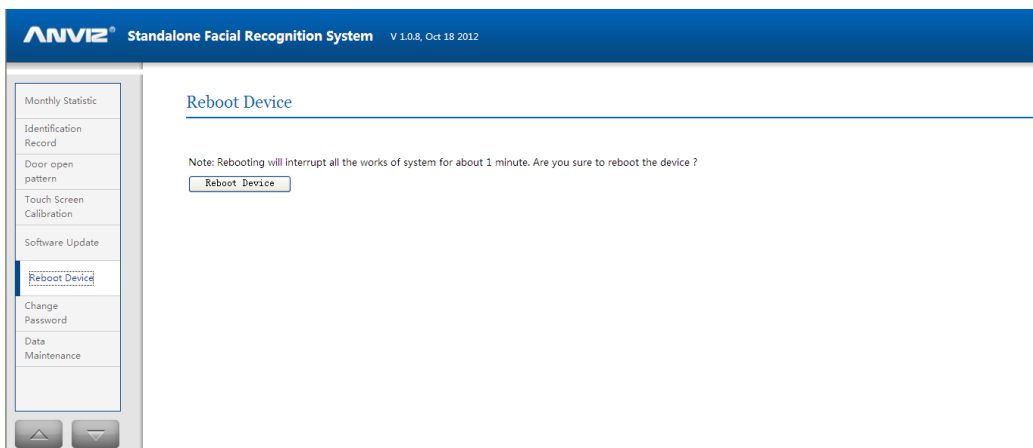 ANVIZ® Standalone Facial Recognition System V 1.0.8, Oct 18 2012
Monthly Statistic
Identification
Record
Door open
pattern
Touch Screen
Calibration
Software Update
Reboot Device
Change
Password
Data
Maintenance
Reboot Device
Note: Rebooting will interrupt all the works of system for about 1 minute. Are you sure to reboot the device ?
Reboot Device